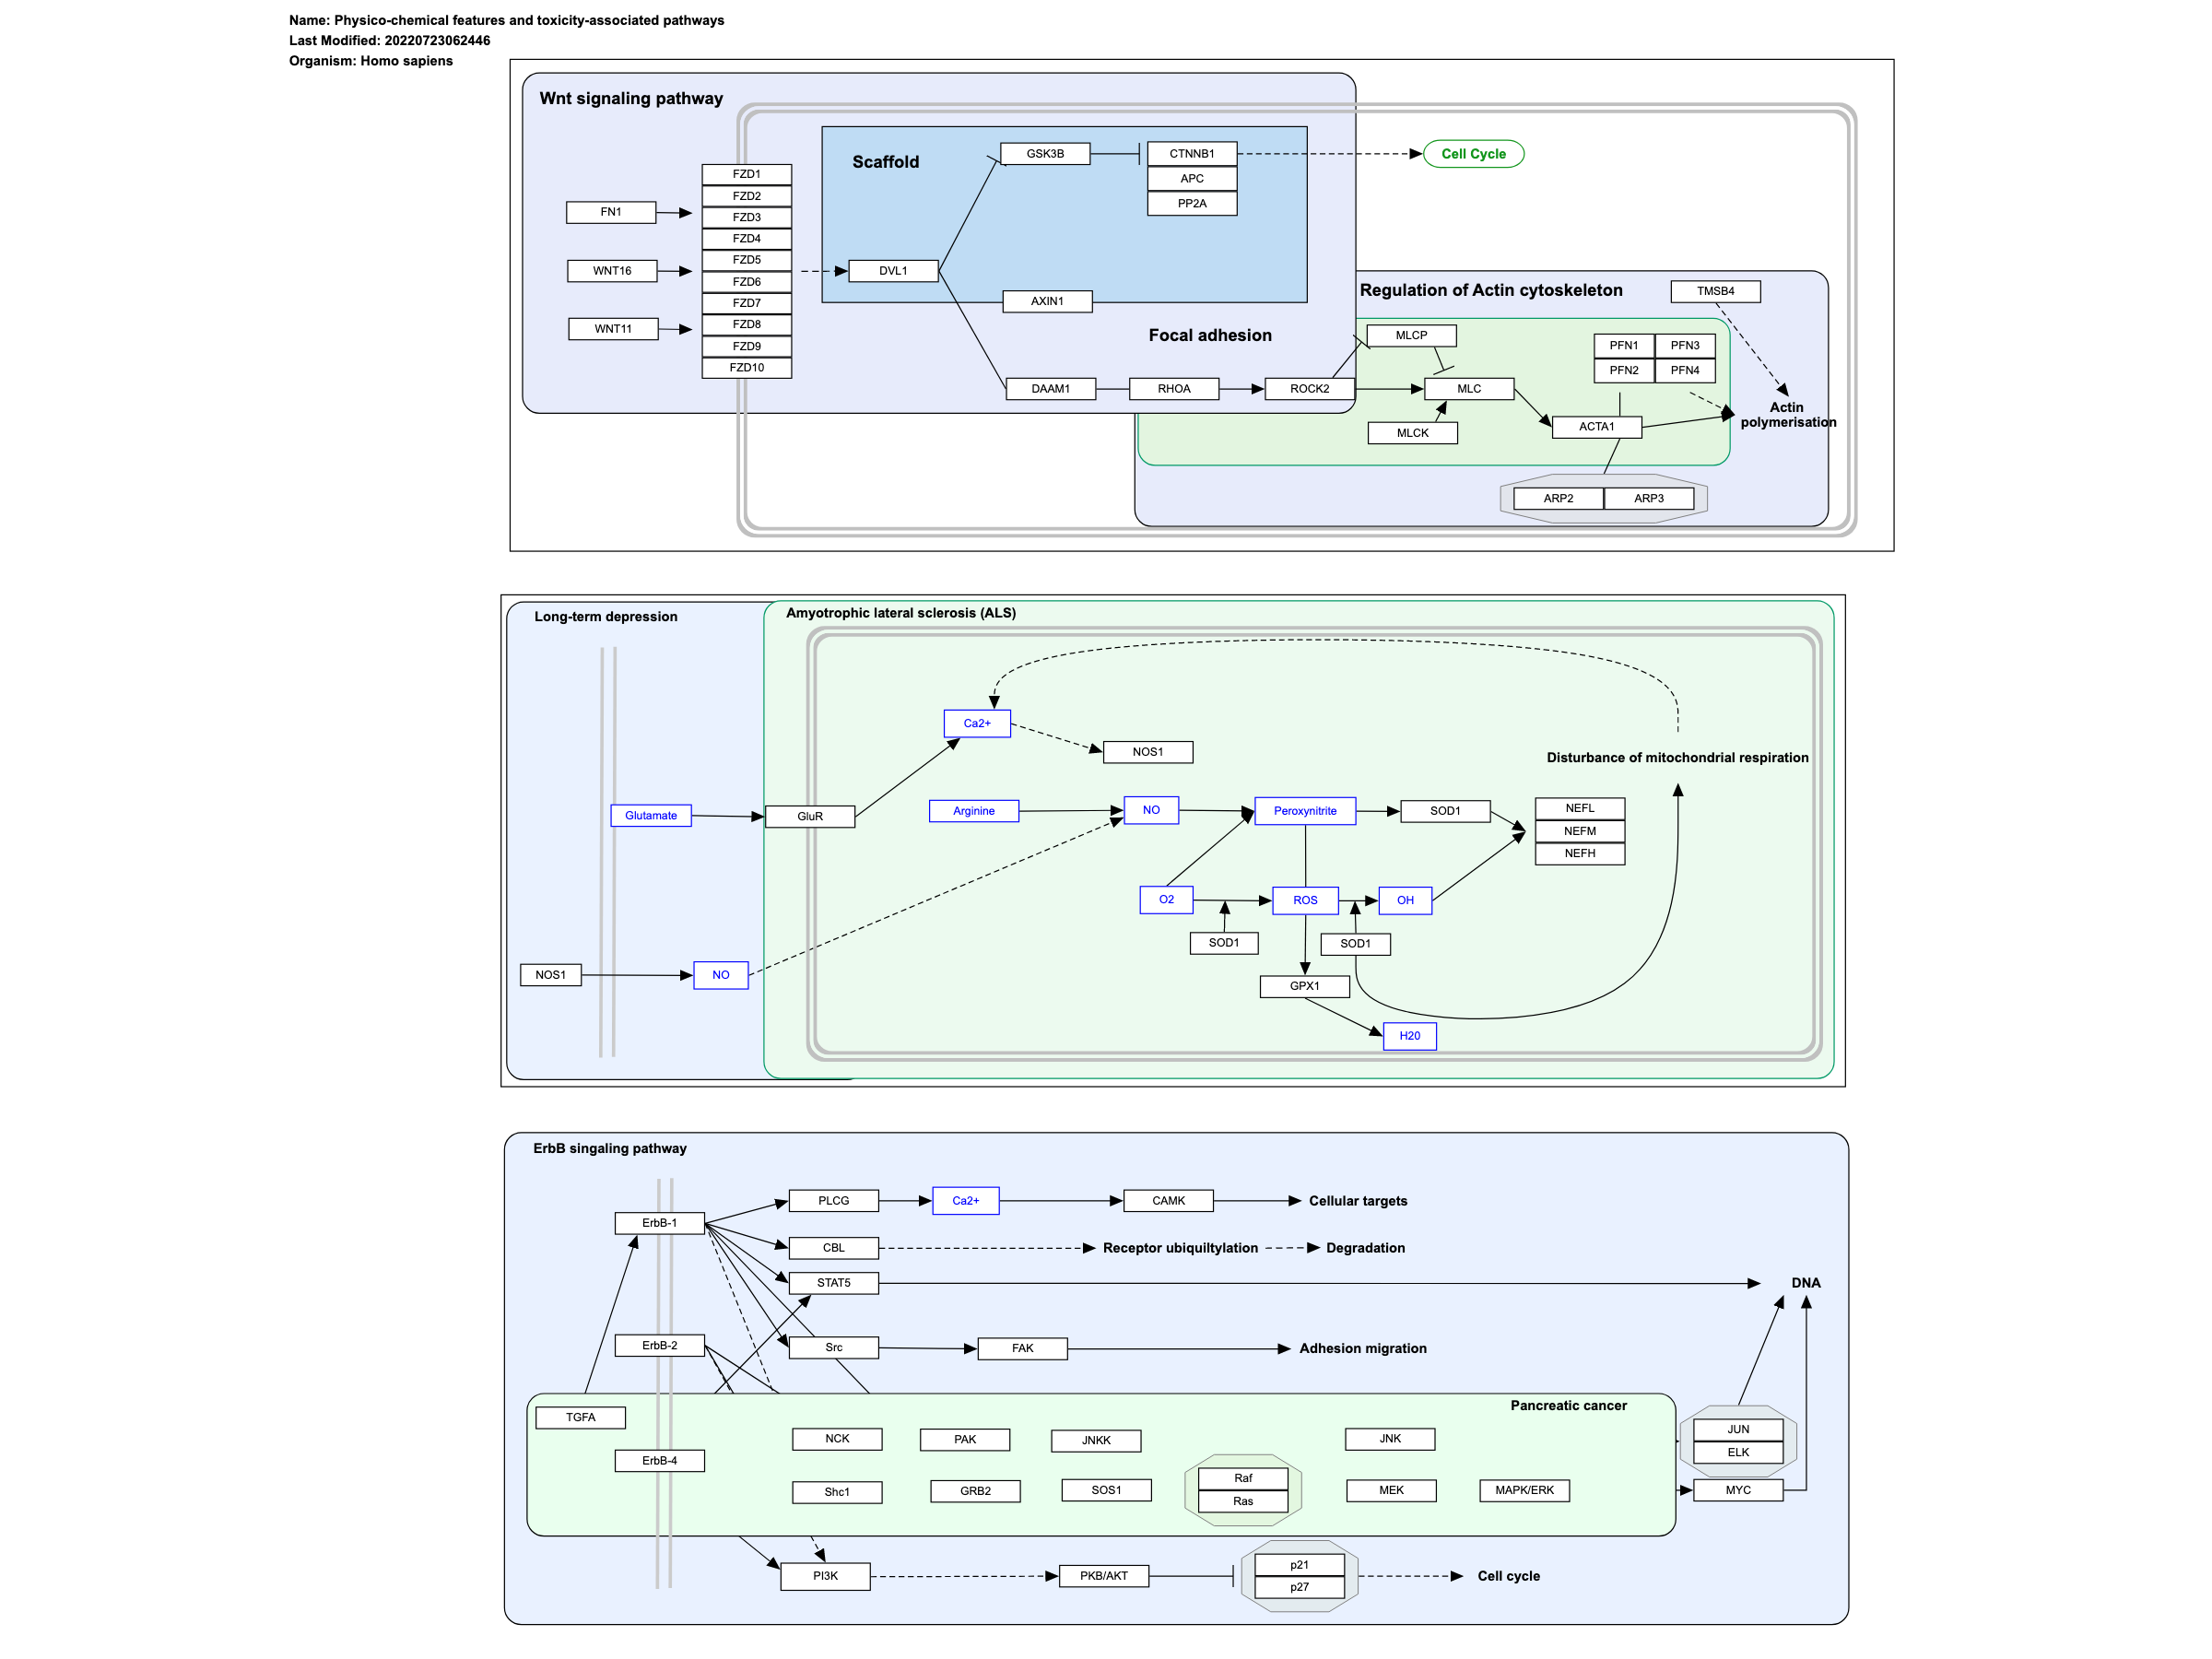 Name: Physico-chemical features and toxicity-associated pathways
Last Modified: 20220723062446
Organism: Homo sapiens
Wnt signaling pathway
Scaffold
GSK3B
CTNNB1
APC
PP2A
Cell Cycle
FN1
WNT16
WNT11
FZD1
FZD2
FZD3
FZD4
FZD5
FZD6
FZD7
FZD8
FZD9
FZD10
DVL1
AXIN1
Focal adhesion
DAAM1
RHOA
ROCK2
Regulation of Actin cytoskeleton
TMSB4
MLCP
MLC
MLCK
PFN1
PFN3
PFN2
PFN4
ACTA1
Actin
polymerisation
ARP2
ARP3
Long-term depression
Amyotrophic lateral sclerosis (ALS)
Ca2+
NOS1
Disturbance of mitochondrial respiration
Glutamate
GluR
Arginine
NO
Peroxynitrite
SOD1
NEFL
NEFM
NEFH
O2
ROS
OH
SOD1
SOD1
NOS1
NO
GPX1
H20
ErbB singaling pathway
ErbB-1
PLCG
Ca2+
CAMK
Cellular targets
CBL
Receptor ubiquiltylation
Degradation
STAT5
DNA
ErbB-2
Src
FAK
Adhesion migration
Pancreatic cancer
TGFA
ErbB-4
NCK
PAK
JNKK
JNK
JUN
ELK
Shc1
GRB2
SOS1
Raf
Ras
MEK
MAPK/ERK
MYC
PI3K
PKB/AKT
p21
p27
Cell cycle